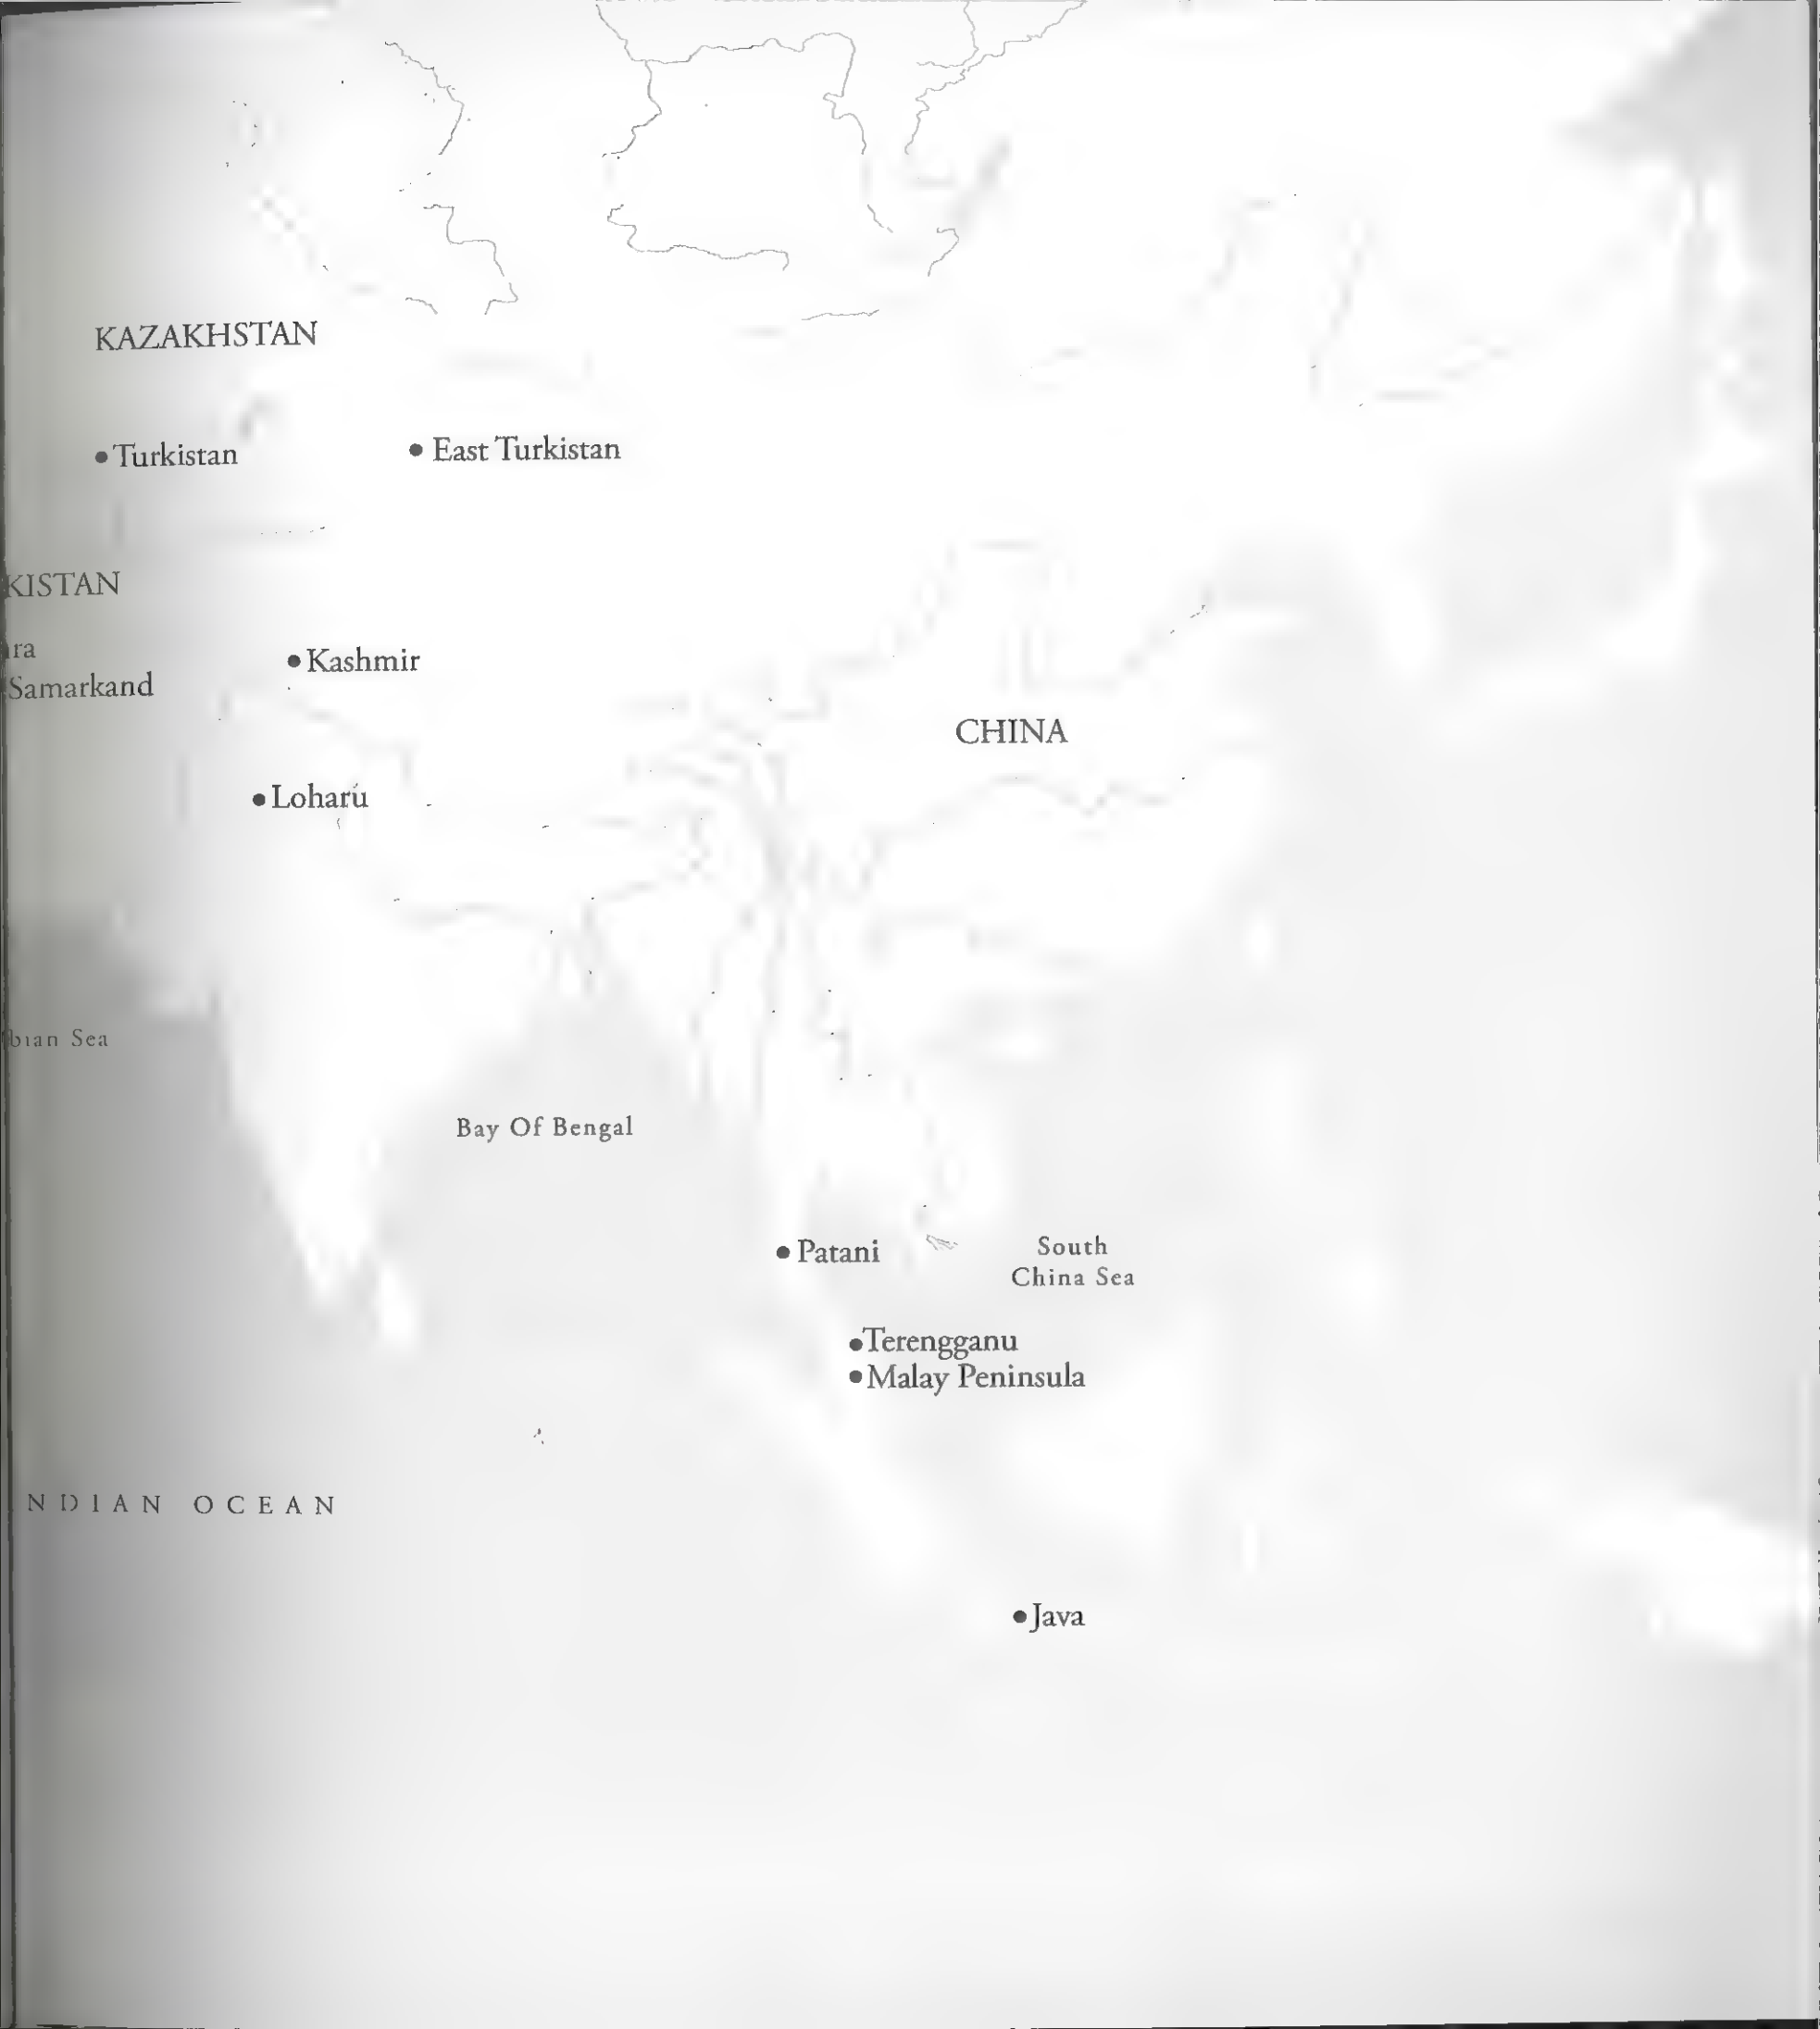 KAZAKHSTAN
Turkistan
East Turkistan
KISTAN
ra
Samarkand
Kashmir
CHINA
Loharu
bian Sea
Bay Of Bengal
Patani
South
China Sea
Terengganu
Malay Peninsula
NDIAN OCEAN
Java